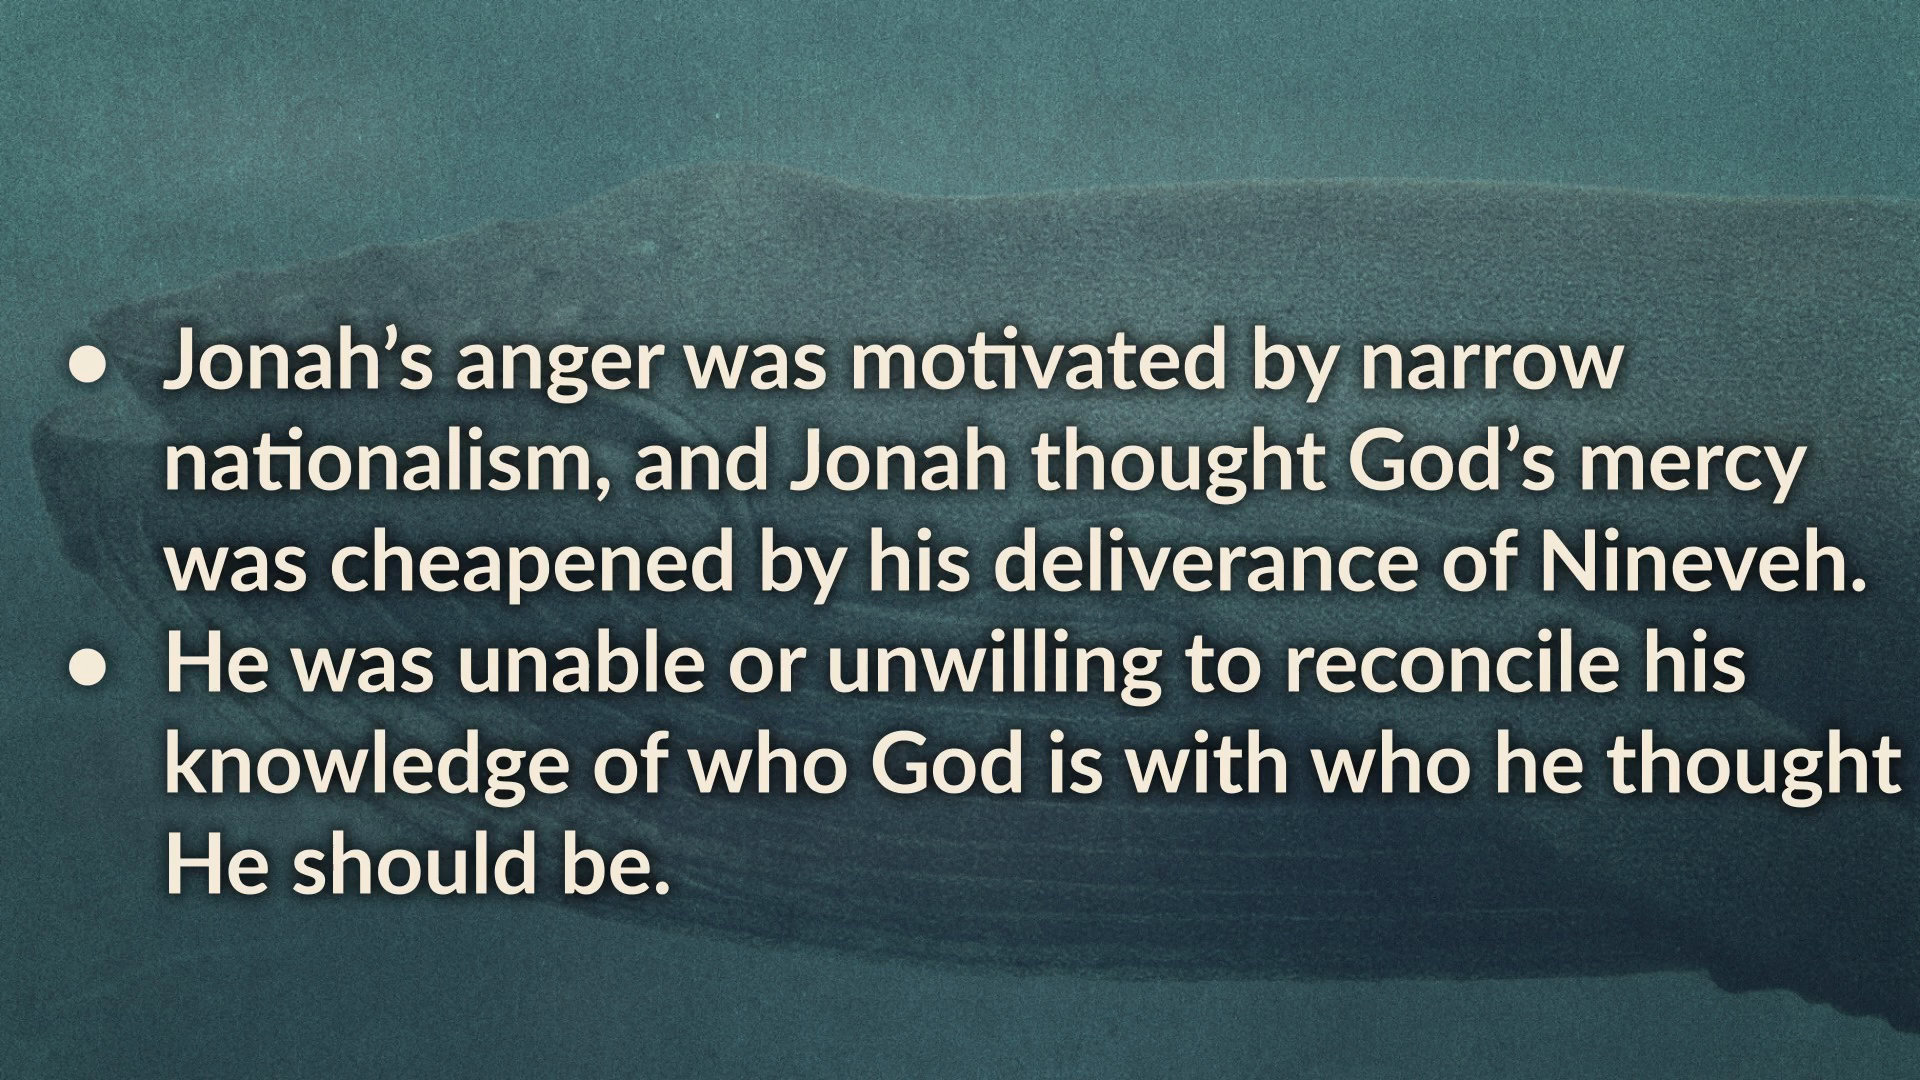 ● Jonah’s anger was motivated by narrow
nationalism, and Jonah thought God’s mercy
was cheapened by his deliverance of Nineveh.
● He was unable or unwilling to reconcile his
knowledge of who God is with who he thought
He should be.